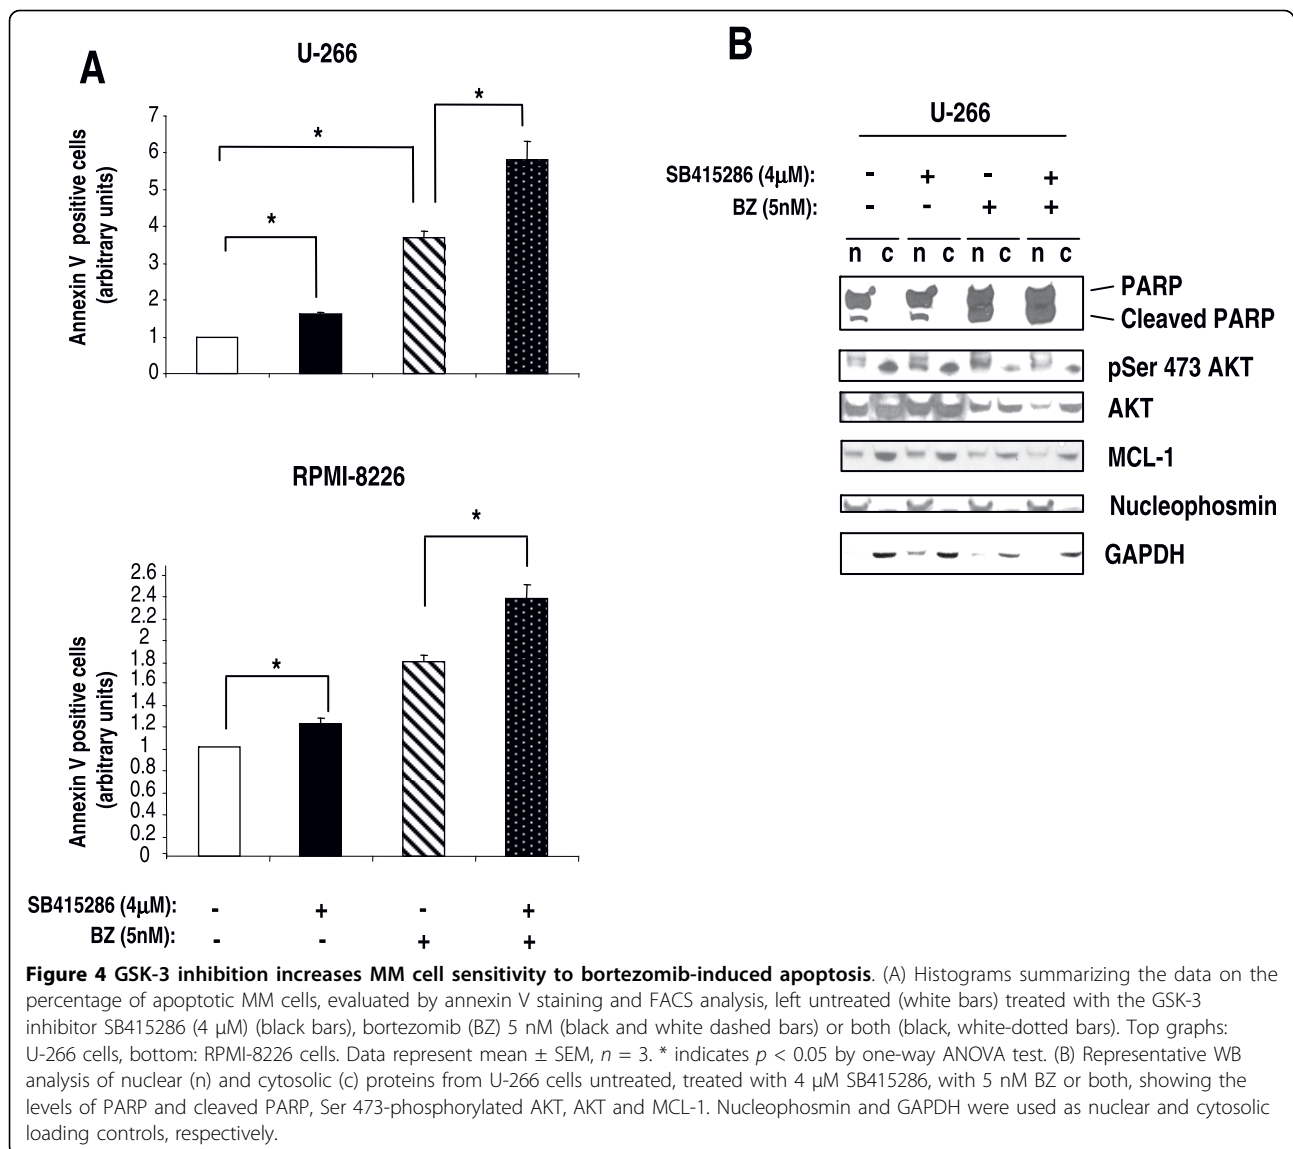 A
U-266
Annexin V positive cells
(arbitrary units)
7
6
5
4
3
2
1
0
*
*
*
RPMI-8226
Annexin V positive cells
(arbitrary units)
2.6
2.4
2.2
2
1.8
1.6
1.4
1.2
1
0.8
0.6
0.4
0.2
0
*
*
SB415286 (4μM): - + - +
BZ (5nM): - - + +
B
U-266
SB415286 (4μM): - + - +
BZ (5nM): - - + +
n c n c n c n c
PARP
Cleaved PARP
pSer 473 AKT
AKT
MCL-1
Nucleophosmin
GAPDH
Figure 4 GSK-3 inhibition increases MM cell sensitivity to bortezomib-induced apoptosis. (A) Histograms summarizing the data on the
percentage of apoptotic MM cells, evaluated by annexin V staining and FACS analysis, left untreated (white bars) treated with the GSK-3
inhibitor SB415286 (4 μM) (black bars), bortezomib (BZ) 5 nM (black and white dashed bars) or both (black, white-dotted bars). Top graphs:
U-266 cells, bottom: RPMI-8226 cells. Data represent mean ± SEM, n = 3. * indicates p < 0.05 by one-way ANOVA test. (B) Representative WB
analysis of nuclear (n) and cytosolic (c) proteins from U-266 cells untreated, treated with 4 μM SB415286, with 5 nM BZ or both, showing the
levels of PARP and cleaved PARP, Ser 473-phosphorylated AKT, AKT and MCL-1. Nucleophosmin and GAPDH were used as nuclear and cytosolic
loading controls, respectively.